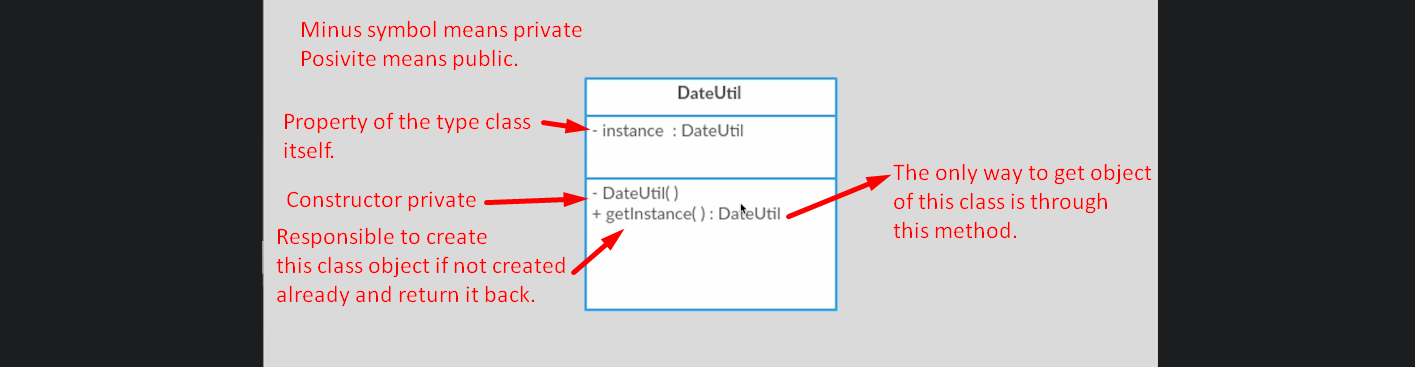 Minus symbol means private
Posivite means public.
DateUtil
Property of the type class
itself.
- instance : DateUtil
Constructor private
- DateUtil( )
+ getInstance( ) : DateUtil
The only way to get object
of this class is through
this method.
Responsible to create
this class object if not created
already and return it back.